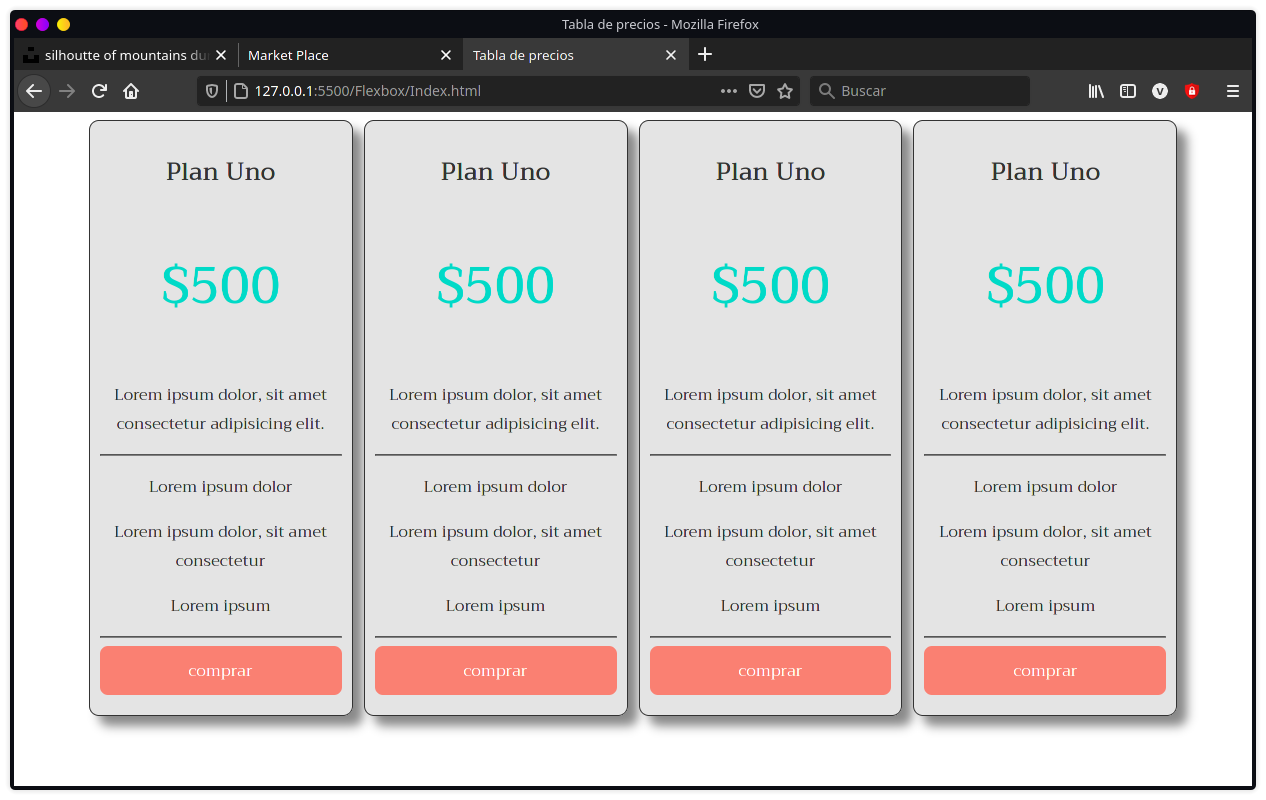 Tabla de precios - Mozilla Firefox
silhoutte of mountains du
Market Place
Tabla de precios
127.0.0.1:5500/Flexbox/Index.html
Buscar
V
Plan Uno
$500
Lorem ipsum dolor, sit amet
consectetur adipisicing elit.
Lorem ipsum dolor
Lorem ipsum dolor, sit amet
consectetur
Lorem ipsum
comprar
Plan Uno
$500
Lorem ipsum dolor, sit amet
consectetur adipisicing elit.
Lorem ipsum dolor
Lorem ipsum dolor, sit amet
consectetur
Lorem ipsum
comprar
Plan Uno
$500
Lorem ipsum dolor, sit amet
consectetur adipisicing elit.
Lorem ipsum dolor
Lorem ipsum dolor, sit amet
consectetur
Lorem ipsum
comprar
Plan Uno
$500
Lorem ipsum dolor, sit amet
consectetur adipisicing elit.
Lorem ipsum dolor
Lorem ipsum dolor, sit amet
consectetur
Lorem ipsum
comprar